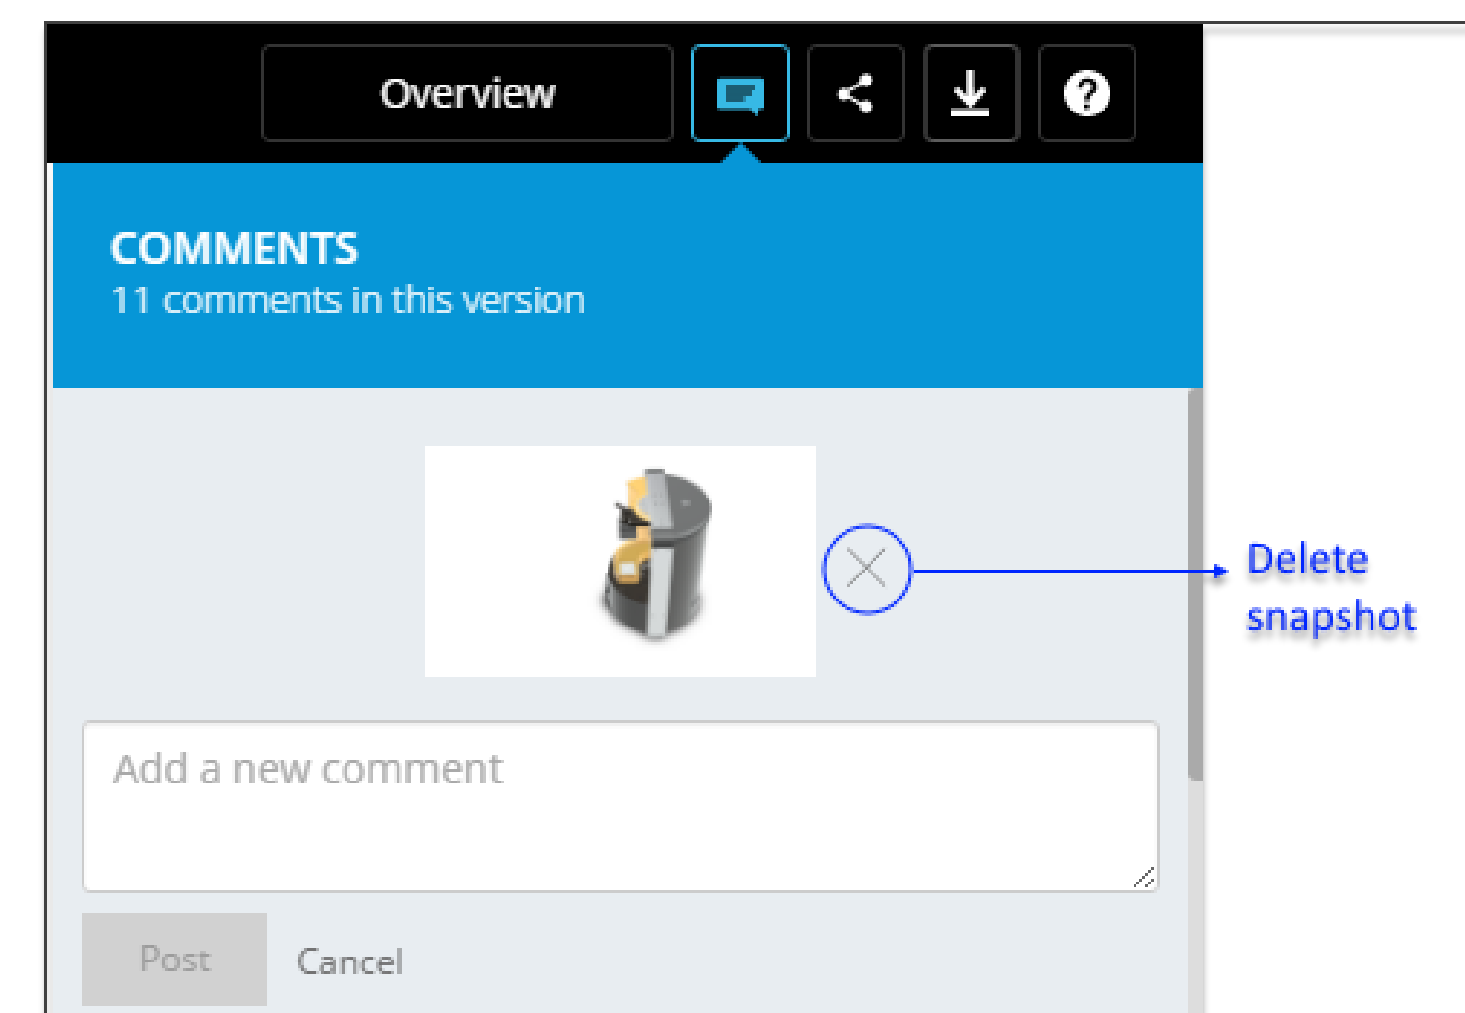 Overview
COMMENTS
11 comments in this version
Delete
snapshot
Add a new comment
Post Cancel